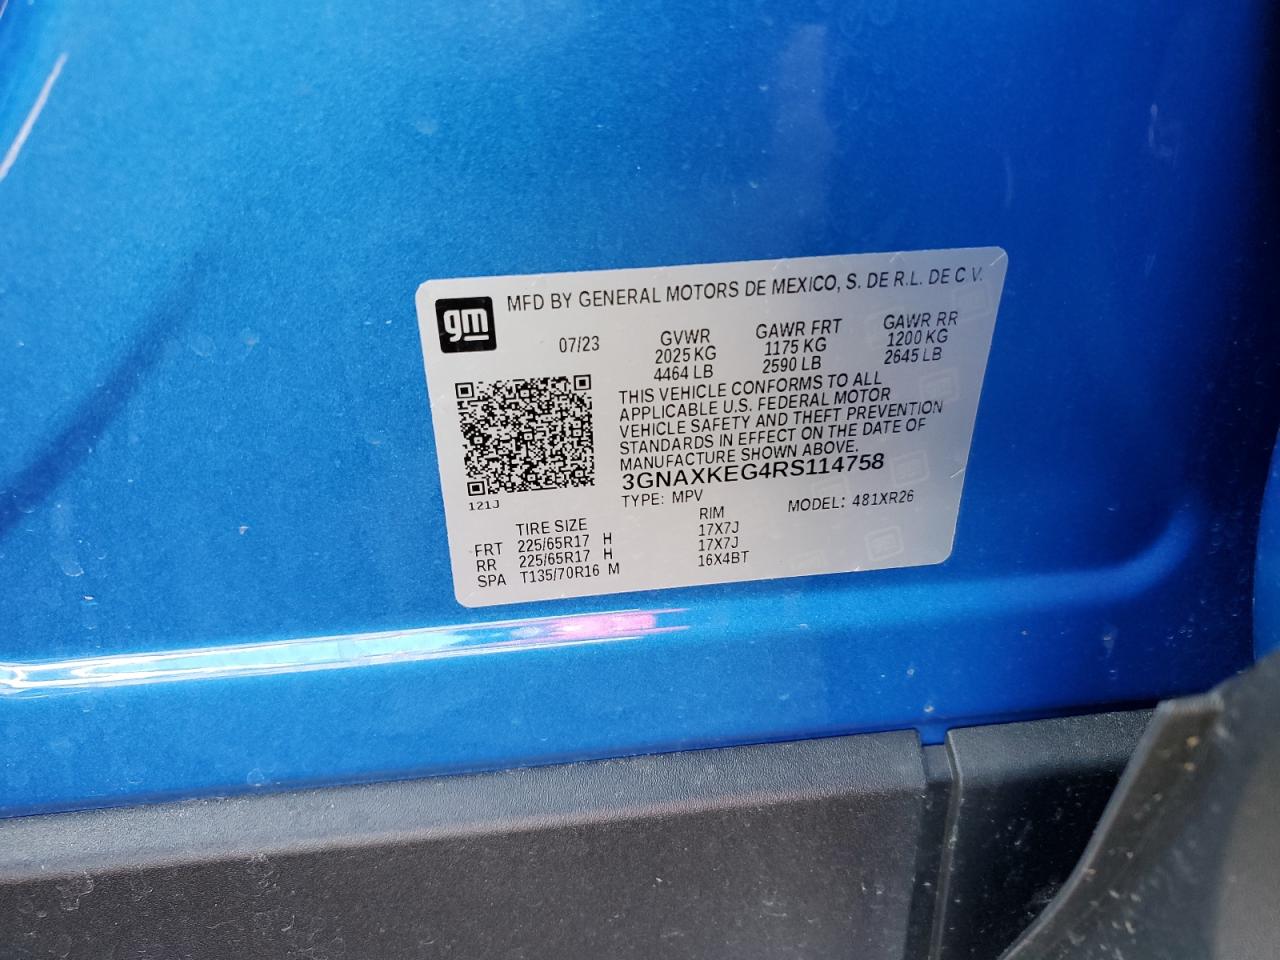 gm
MFD BY GENERAL MOTORS DE MEXICO, S. DE R.L. DE C.V.
07/23
GVWR GAWR FRT GAWR RR
2025 KG 1175 KG 1200 KG
4464 LB 2590 LB 2645 LB
THIS VEHICLE CONFORMS TO ALL
APPLICABLE U.S. FEDERAL MOTOR
VEHICLE SAFETY AND THEFT PREVENTION
STANDARDS IN EFFECT ON THE DATE OF
MANUFACTURE SHOWN ABOVE.
3GNAXKEG4RS114758
121J
TYPE: MPV MODEL: 481XR26
TIRE SIZE RIM
FRT 225/65R17 H 17X7J
RR 225/65R17 H 17X7J
SPA T135/70R16 M 16X4BT